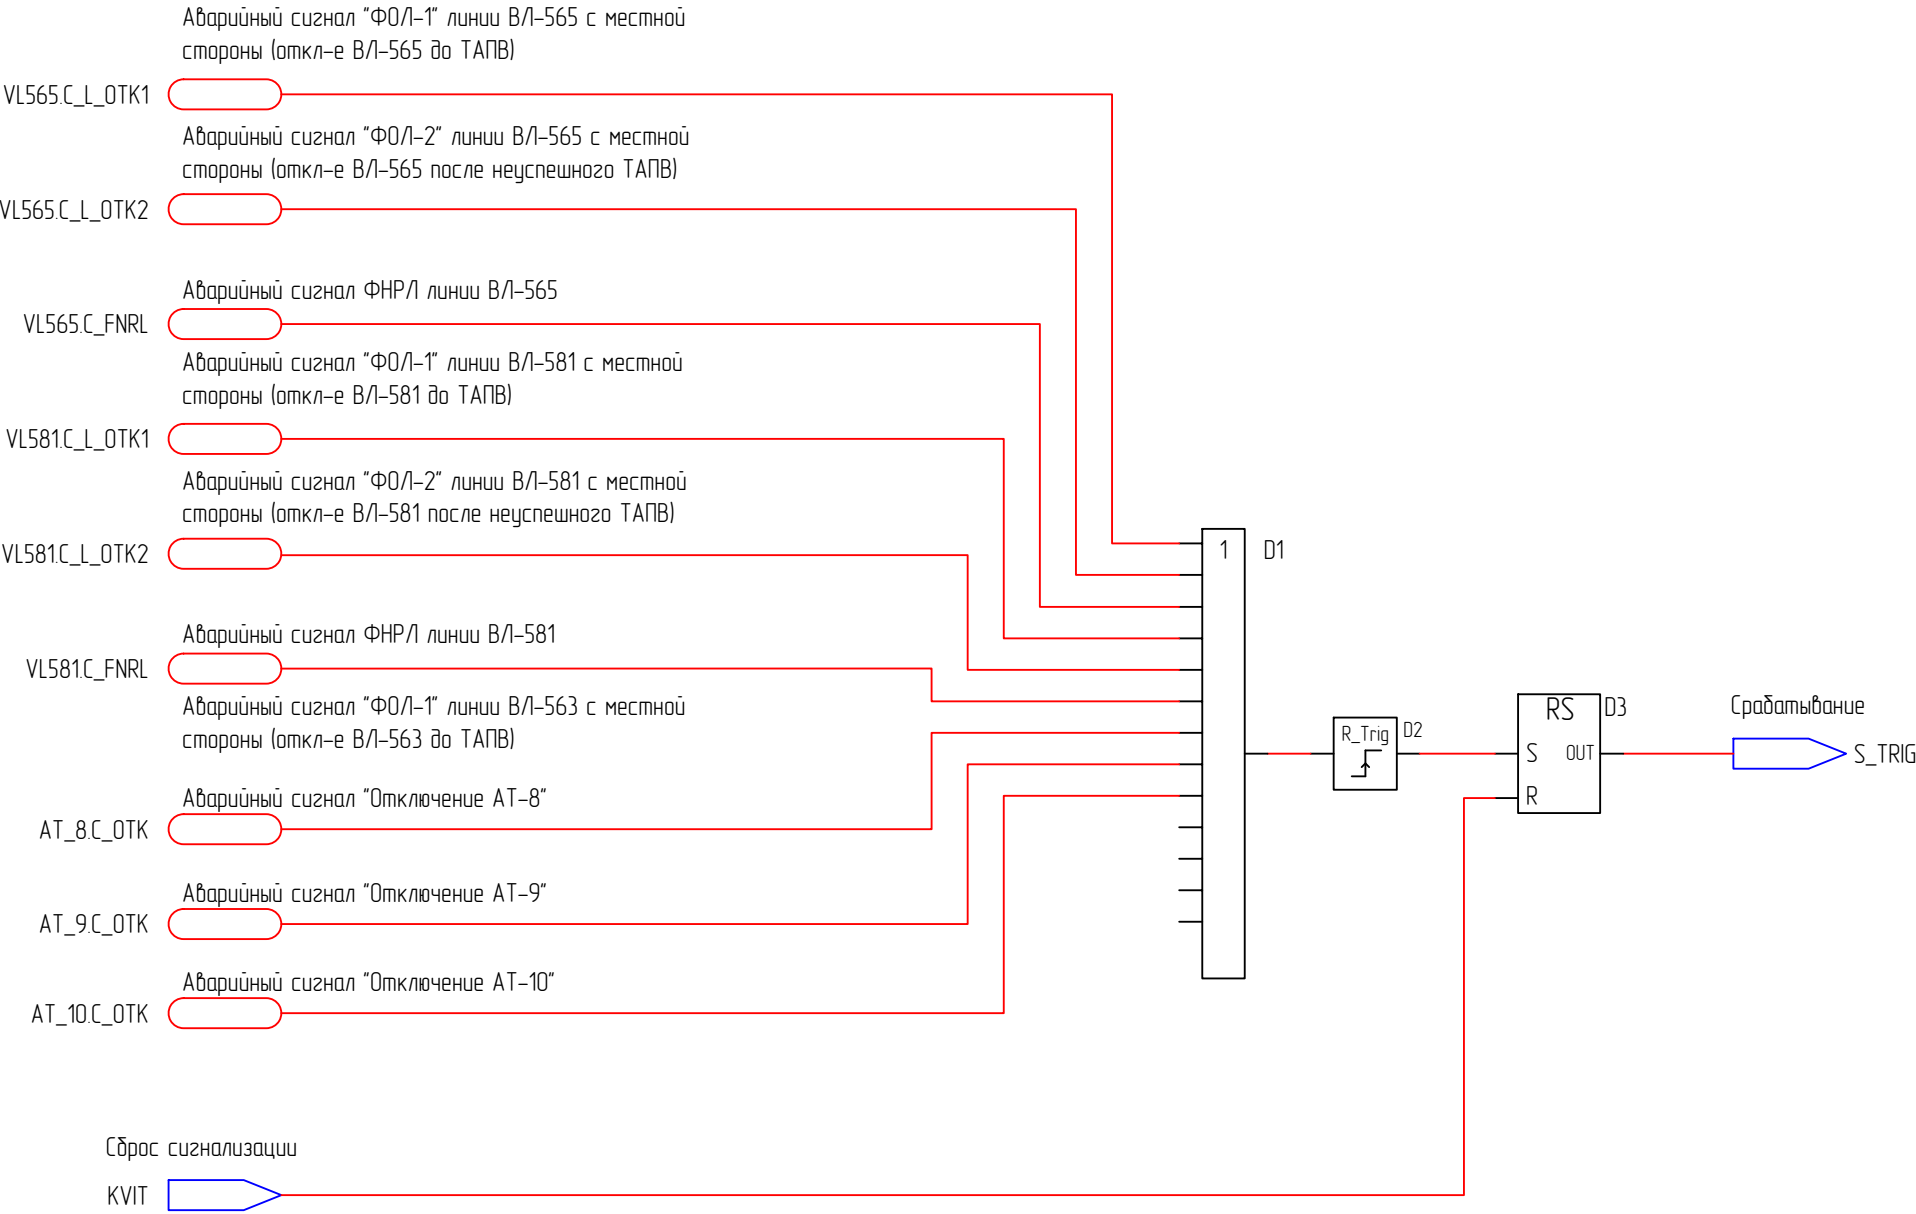 Аварийный сигнал "ФОЛ-1" линии ВЛ-565 с местной
стороны (откл-е ВЛ-565 до ТАПВ)
VL565.C_L_OTK1
Аварийный сигнал "ФОЛ-2" линии ВЛ-565 с местной
стороны (откл-е ВЛ-565 после неуспешного ТАПВ)
VL565.C_L_OTK2
Аварийный сигнал ФНРЛ линии ВЛ-565
VL565.C_FNRL
Аварийный сигнал "ФОЛ-1" линии ВЛ-581 с местной
стороны (откл-е ВЛ-581 до ТАПВ)
VL581.C_L_OTK1
Аварийный сигнал "ФОЛ-2" линии ВЛ-581 с местной
стороны (откл-е ВЛ-581 после неуспешного ТАПВ)
VL581.C_L_OTK2
1 D1
Аварийный сигнал ФНРЛ линии ВЛ-581
VL581.C_FNRL
Аварийный сигнал "ФОЛ-1" линии ВЛ-563 с местной
стороны (откл-е ВЛ-563 до ТАПВ)
R_Trig D2
RS D3
S OUT
R
Срабатывание
S_TRIG
Аварийный сигнал "Отключение АТ-8"
AT_8.C_OTK
Аварийный сигнал "Отключение АТ-9"
AT_9.C_OTK
Аварийный сигнал "Отключение АТ-10"
AT_10.C_OTK
Сброс сигнализации
KVIT